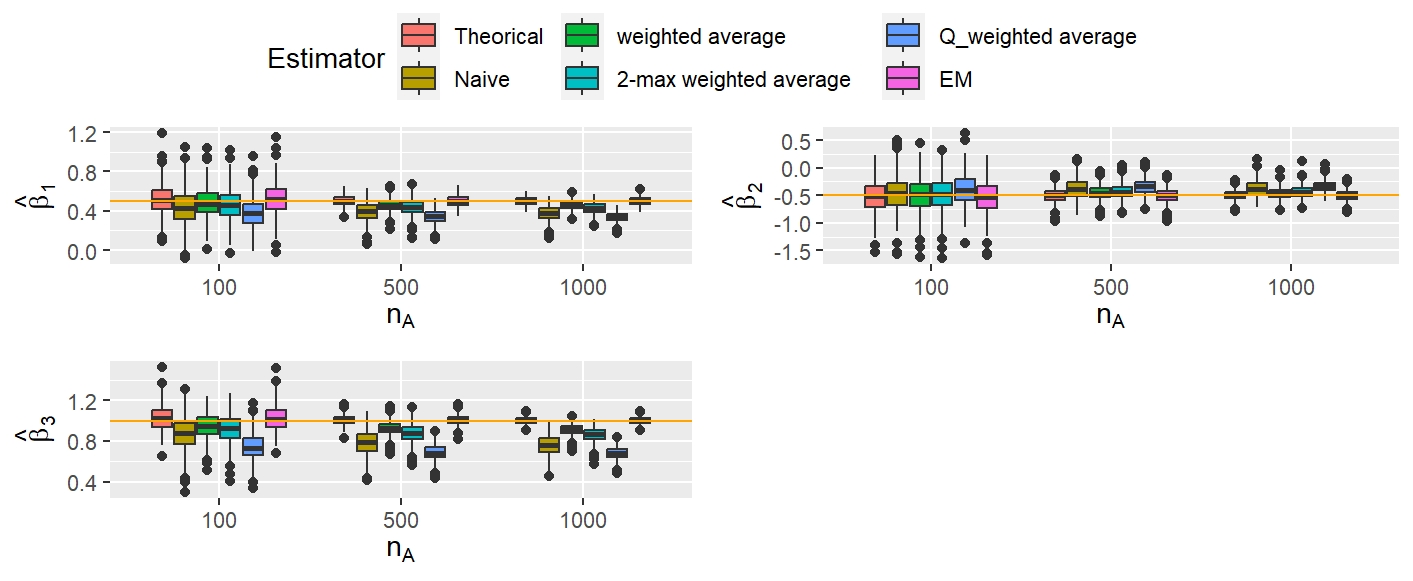 Estimator
Theorical
weighted average
Q_weighted average
Naive
2-max weighted average
EM
β̂1
1.2
0.8
0.4
0.0
100 500 1000
nA
β̂2
0.5
0.0
-0.5
-1.0
-1.5
100 500 1000
nA
β̂3
1.2
0.8
0.4
100 500 1000
nA